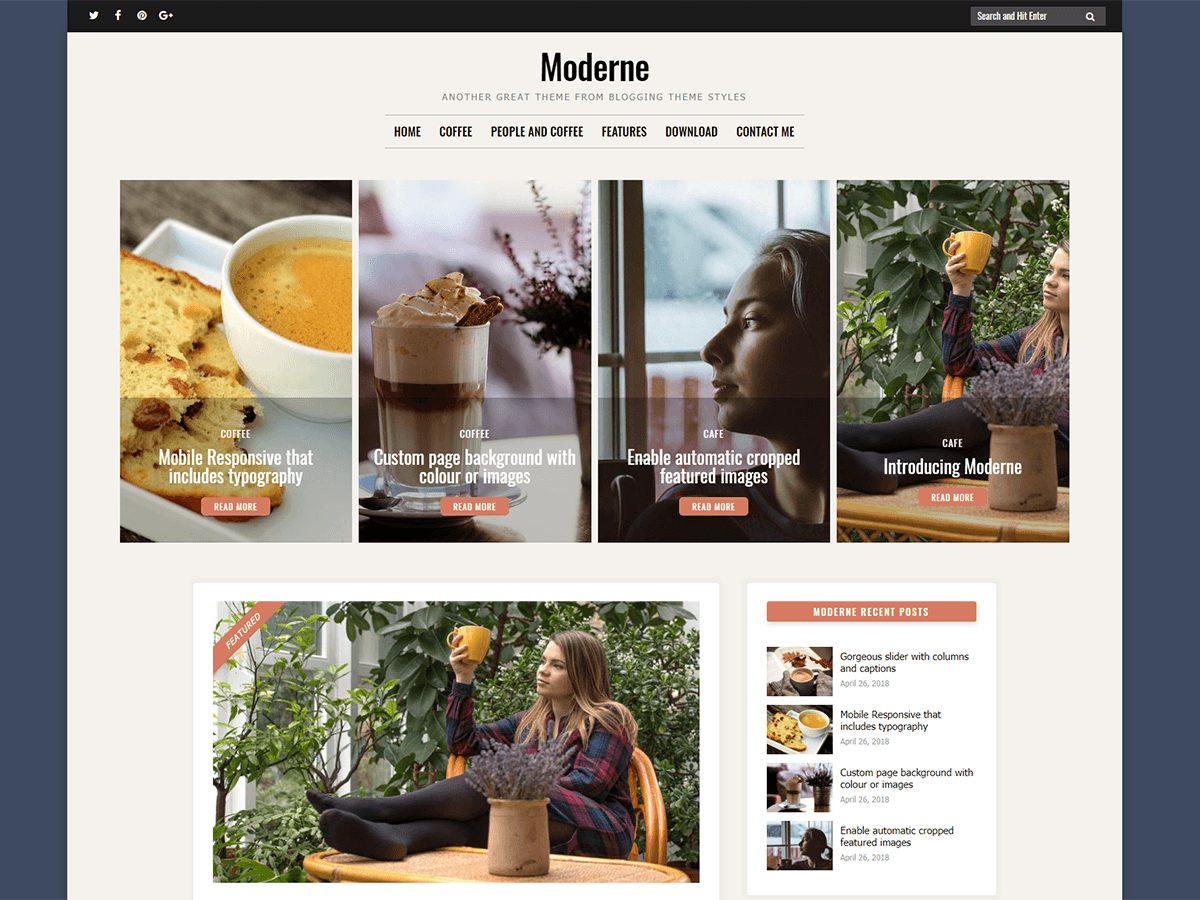 Search and Hit Enter
Moderne
ANOTHER GREAT THEME FROM BLOGGING THEME STYLES
HOME COFFEE PEOPLE AND COFFEE FEATURES DOWNLOAD CONTACT ME
COFFEE
Mobile Responsive that
includes typography
READ MORE
COFFEE
Custom page background with
colour or images
READ MORE
CAFE
Enable automatic cropped
featured images
READ MORE
CAFE
Introducing Moderne
READ MORE
FEATURED
MODERNE RECENT POSTS
Gorgeous slider with columns
and captions
April 26, 2018
Mobile Responsive that
includes typography
April 26, 2018
Custom page background with
colour or images
April 26, 2018
Enable automatic cropped
featured images
April 26, 2018